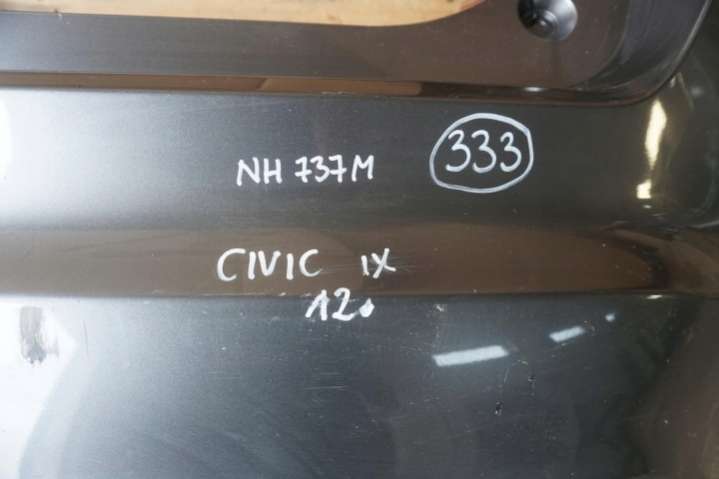 NH 737M 333
CIVIC IX
12.